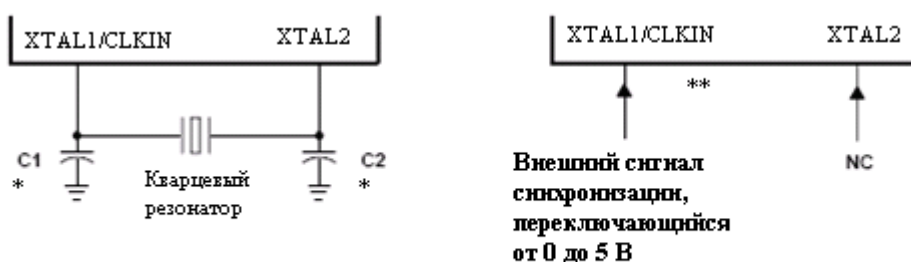 XTAL1/CLKIN
XTAL2
C1
*
Кварцевый
резонатор
C2
*
XTAL1/CLKIN
XTAL2
**
Внешний сигнал
синхронизации,
переключающийся
от 0 до 5 В
NC